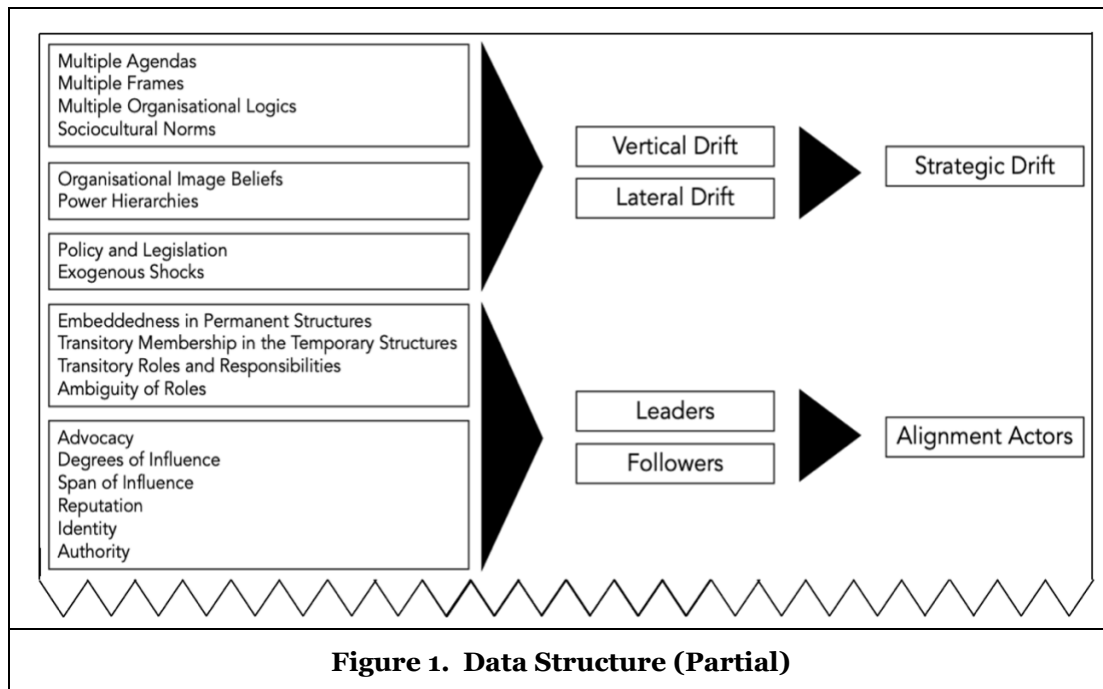 Multiple Agendas
Multiple Frames
Multiple Organisational Logics
Sociocultural Norms
Organisational Image Beliefs
Power Hierarchies
Policy and Legislation
Exogenous Shocks
Vertical Drift
Lateral Drift
Strategic Drift
Embeddedness in Permanent Structures
Transitory Membership in the Temporary Structures
Transitory Roles and Responsibilities
Ambiguity of Roles
Advocacy
Degrees of Influence
Span of Influence
Reputation
Identity
Authority
Leaders
Followers
Alignment Actors
Figure 1. Data Structure (Partial)